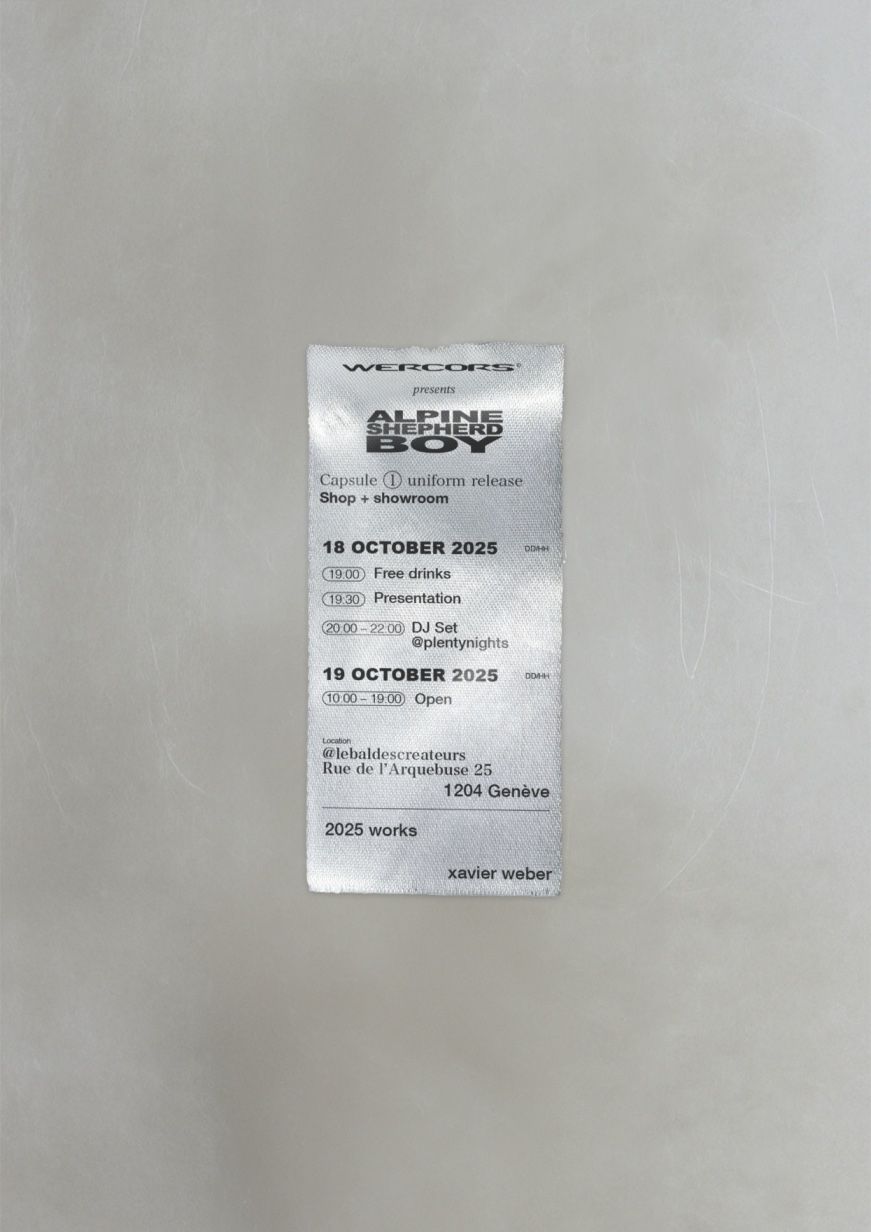 WERCORS®
presents
ALPINE
SHEPHERD
BOY
Capsule 1 uniform release
Shop + showroom
18 OCTOBER 2025 DD/HH
19:00 Free drinks
19:30 Presentation
20:00 – 22:00 DJ Set
@plentynights
19 OCTOBER 2025 DD/HH
10:00 – 19:00 Open
Location
@lebaldescreateurs
Rue de l'Arquebuse 25
1204 Genève
2025 works
xavier weber